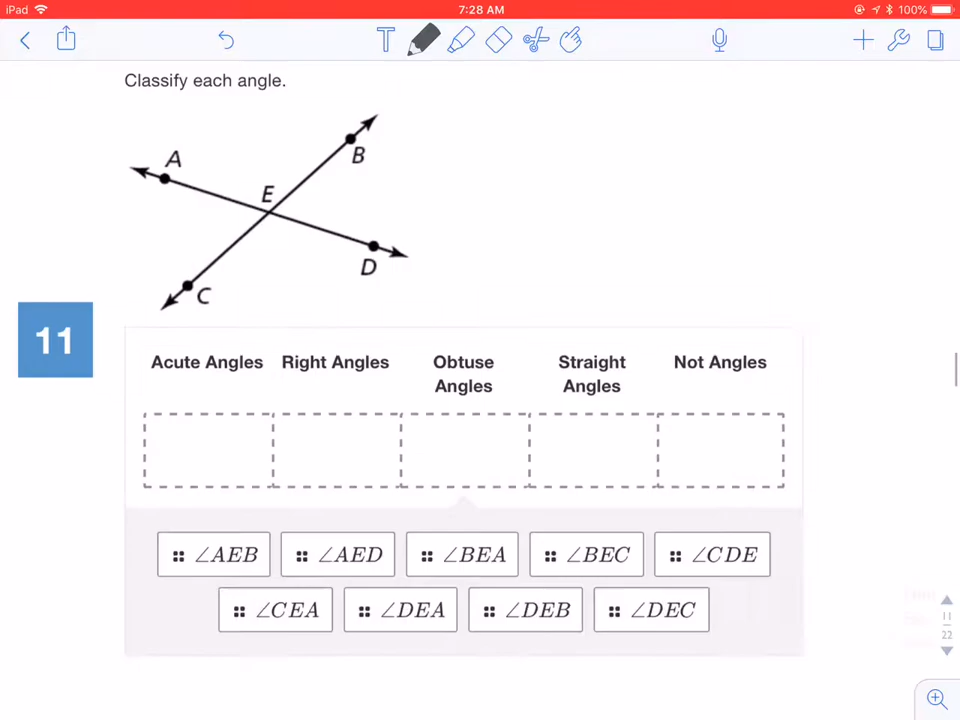 iPad 7:28 AM 100%
T
Classify each angle.
A
B
E
D
C
11
Acute Angles Right Angles Obtuse Angles Straight Angles Not Angles
∠AEB ∠AED ∠BEA ∠BEC ∠CDE
∠CEA ∠DEA ∠DEB ∠DEC
11
22